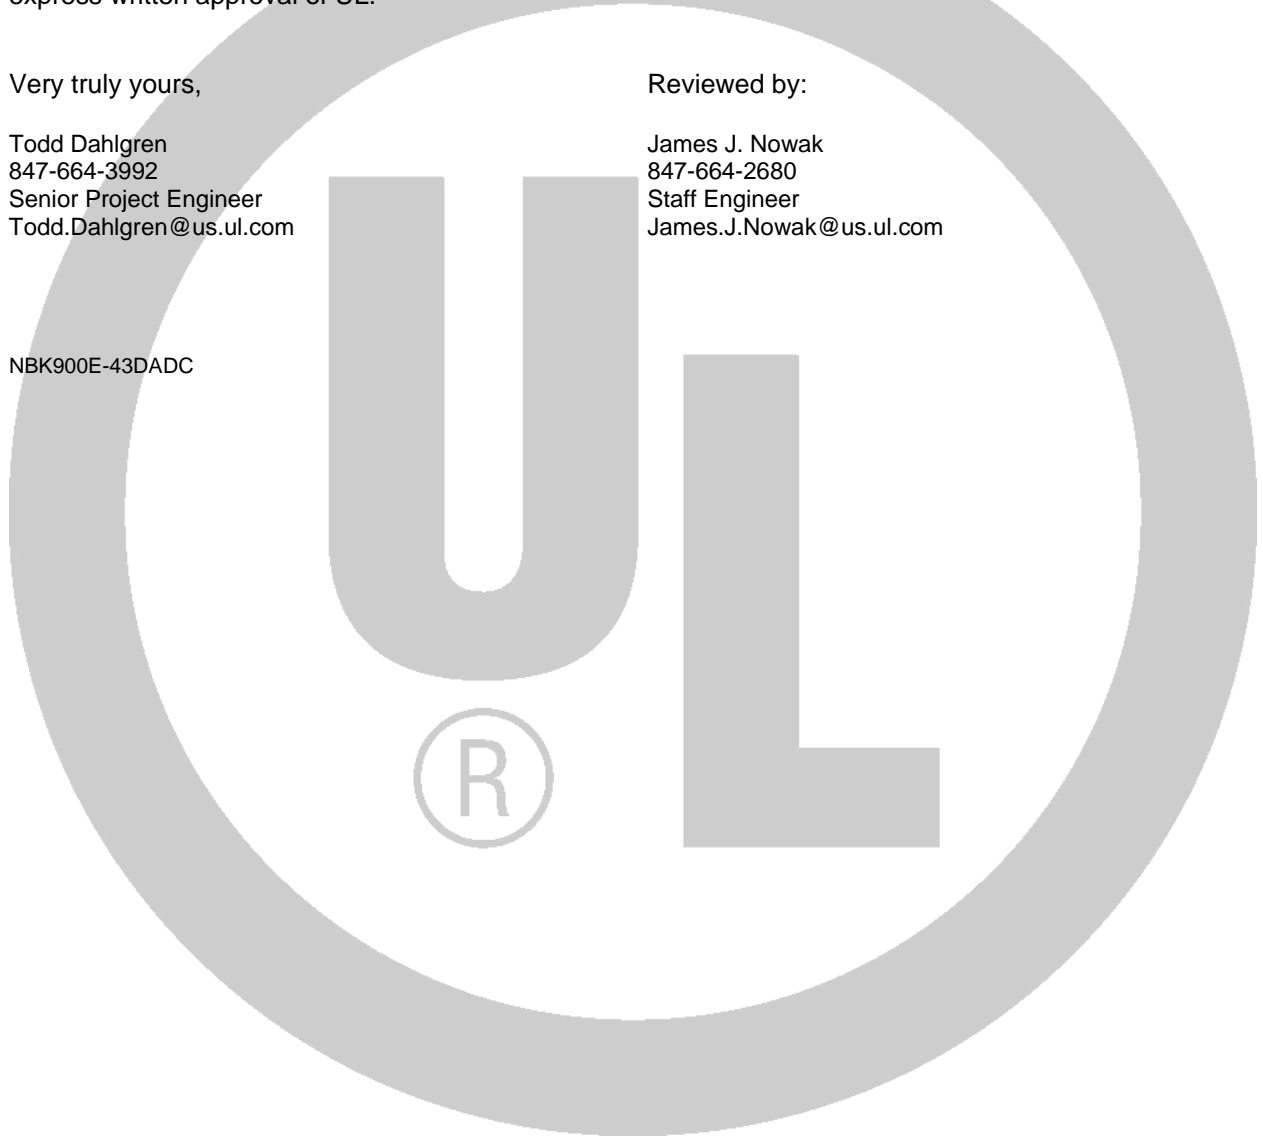 Very truly yours,
Reviewed by:
Todd Dahlgren
847-664-3992
Senior Project Engineer
Todd.Dahlgren@us.ul.com
James J. Nowak
847-664-2680
Staff Engineer
James.J.Nowak@us.ul.com
NBK900E-43DADC
UL
®